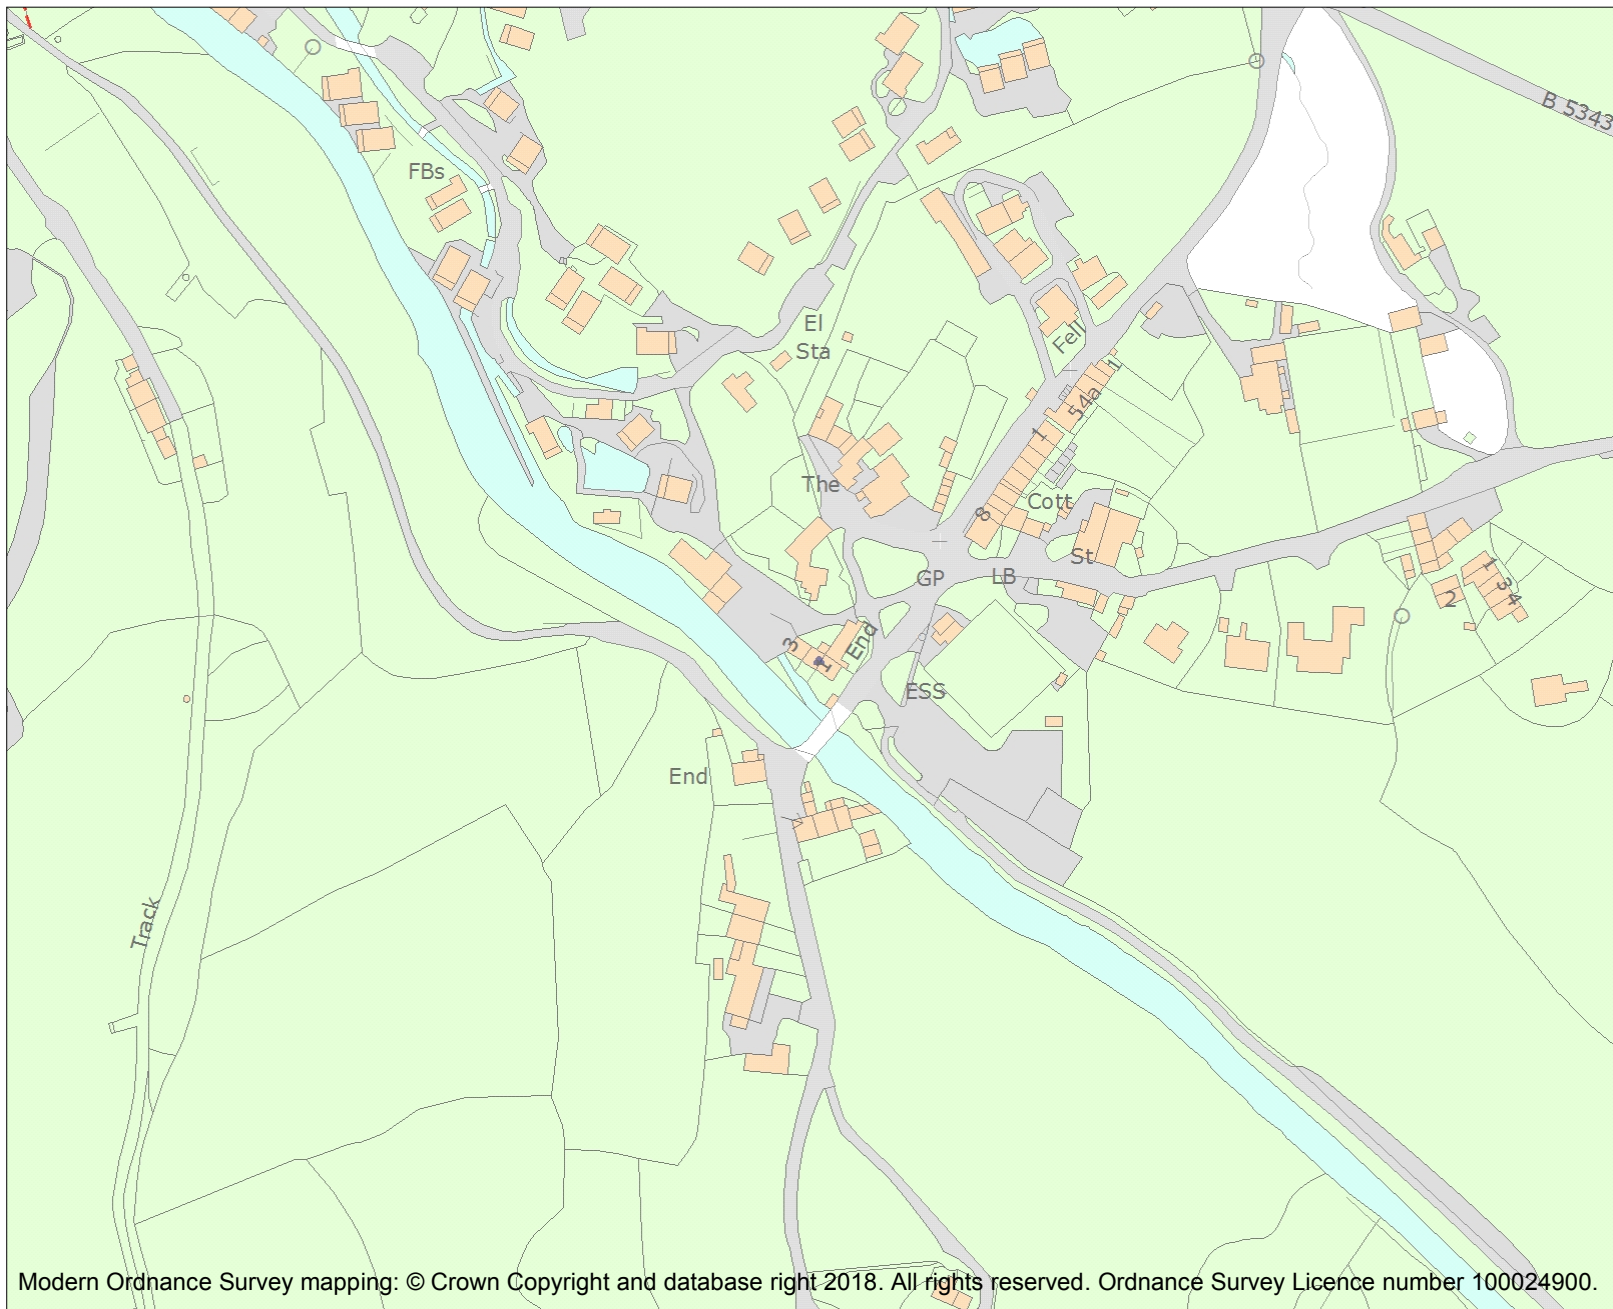 B 5343
FBs
El
Sta
Fell
1
54a
1
The
Cott
8
St
GP
LB
1
3
4
2
3
End
1
ESS
End
Track
Modern Ordnance Survey mapping: © Crown Copyright and database right 2018. All rights reserved. Ordnance Survey Licence number 100024900.